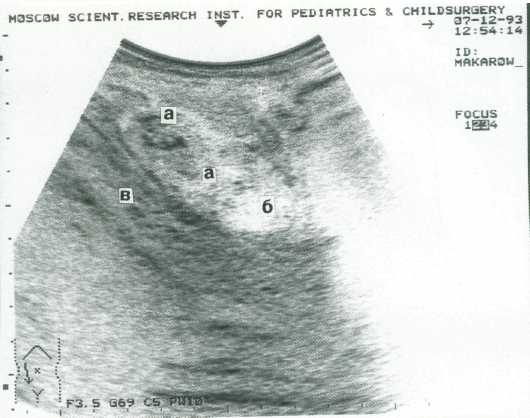 MOSCOW SCIENT. RESEARCH INST. FOR PEDIATRICS & CHILDSURGERY
07-12-93
12:54:14
ID:
MAKAROW_
FOCUS
1234
а
а
в
б
F3.5 G69 C5 PW10